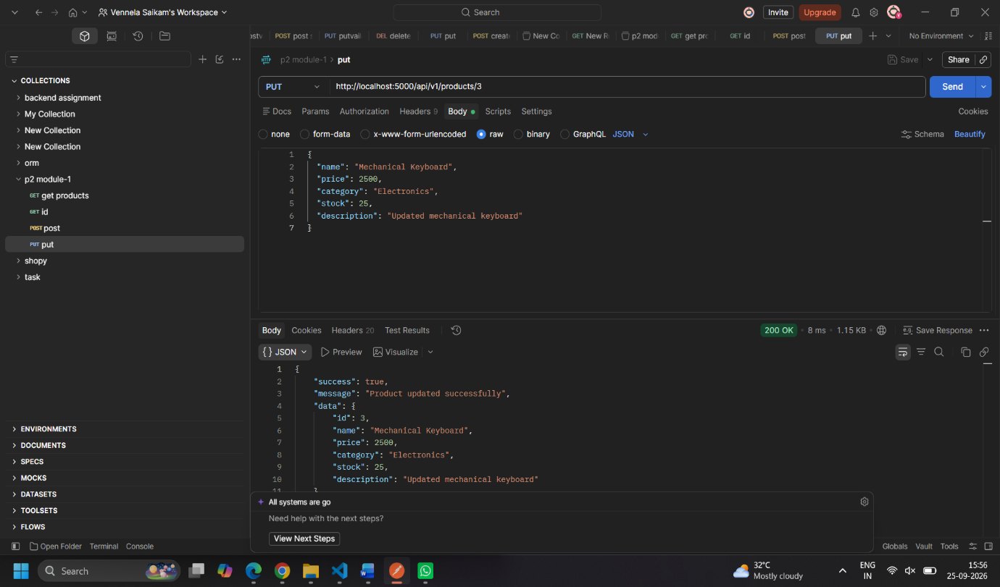 Vennela Saikam's Workspace
Search
Invite
Upgrade
POST post
PUT putvali
DEL delete
PUT put
POST create
New Co
GET New Re
p2 mod
GET get pro
GET id
POST post
PUT put
No Environment
p2 module-1 > put
Save
Share
COLLECTIONS
backend assignment
My Collection
New Collection
New Collection
orm
p2 module-1
GET get products
GET id
POST post
PUT put
shopy
task
PUT
http://localhost:5000/api/v1/products/3
Send
Docs Params Authorization Headers 9 Body Scripts Settings
Cookies
none form-data x-www-form-urlencoded raw binary GraphQL JSON
Schema Beautify
1 {
2 "name": "Mechanical Keyboard",
3 "price": 2500,
4 "category": "Electronics",
5 "stock": 25,
6 "description": "Updated mechanical keyboard"
7 }
Body Cookies Headers 20 Test Results
200 OK • 8 ms • 1.15 KB
e.g. Save Response
{} JSON Preview Visualize
1 {
2 "success": true,
3 "message": "Product updated successfully",
4 "data": {
5 "id": 3,
6 "name": "Mechanical Keyboard",
7 "price": 2500,
8 "category": "Electronics",
9 "stock": 25,
10 "description": "Updated mechanical keyboard"
11 }
All systems are go
Need help with the next steps?
View Next Steps
ENVIRONMENTS
DOCUMENTS
SPECS
MOCKS
DATASETS
TOOLSETS
FLOWS
Open Folder Terminal Console
Globals Vault Tools
Search
32°C
Mostly cloudy
ENG
IN
15:56
25-09-2026